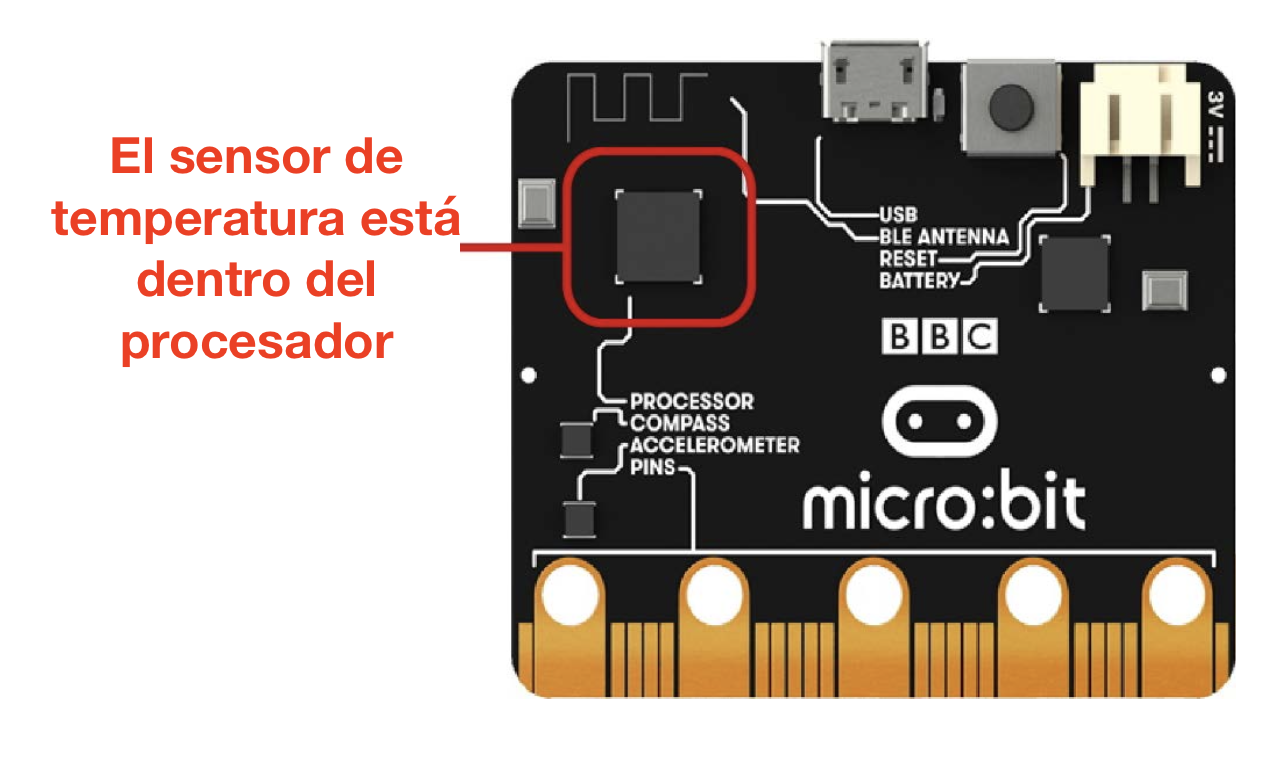 El sensor de
temperatura está
dentro del
procesador
3V
USB
BLE ANTENNA
RESET
BATTERY
BBC
PROCESSOR
COMPASS
ACCELEROMETER
PINS
micro:bit